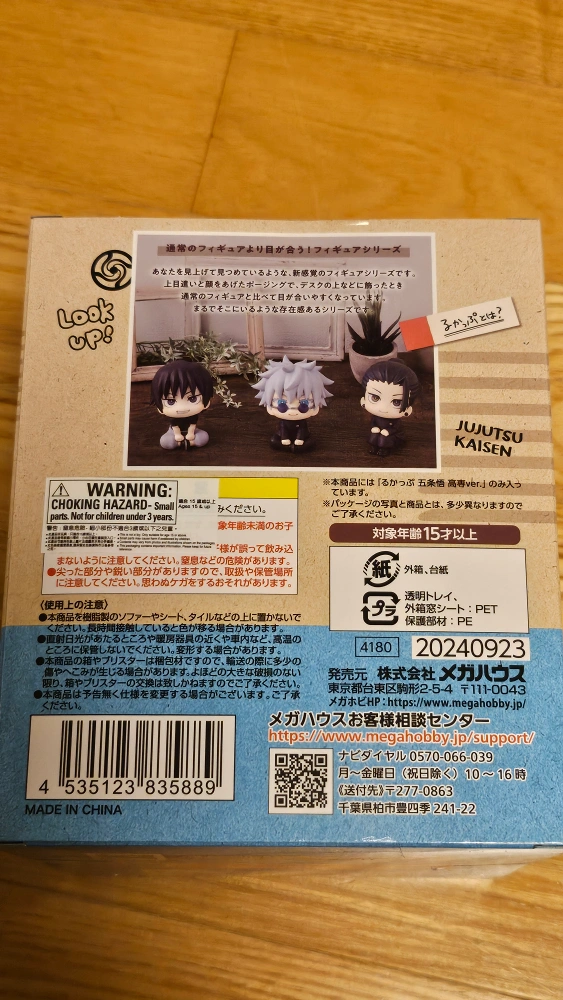 通常のフィギュアより目が合う!フィギュアシリーズ
あなたを見上げて見つめているような、新感覚のフィギュアシリーズです。
上目遣いと顔をあげたポージングで、デスクの上などに飾ったとき
通常のフィギュアと比べて目が合いやすくなっています。
まるでそこにいるような存在感あるシリーズです
Look up!
るかっぷとは?
JUJUTSU
KAISEN
WARNING:
CHOKING HAZARD- Small
parts. Not for children under 3 years.
対象15歳以上
Ages 15 & up
みください。
象年齢未満のお子
様が誤って飲み込
まないように注意してください。窒息などの危険があります。
●尖った部分や鋭い部分がありますので、取扱や保管場所
に注意してください。思わぬケガをするおそれがあります。
〈使用上の注意〉
●本商品を樹脂製のソファーやシート、タイルなどの上に置かないで
ください。長時間接触していると色が移る場合があります。
●直射日光があたるところや暖房器具の近くや車内など、高温の
ところに保管しないでください。変形する場合があります。
●本商品の箱やブリスターは梱包材ですので、輸送の際に多少の
傷やへこみが生じる場合があります。よほどの大きな破損のない
限り、箱やブリスターの交換は致しかねますのでご了承ください。
●本商品は予告無く仕様を変更する場合がございます。ご了承
ください。
4 535123 835889
MADE IN CHINA
※本商品には「るかっぷ 五条悟 高専ver.」のみ入っ
ています。
※パッケージの写真と商品とは、多少異なりますので
ご了承ください。
対象年齢15才以上
紙
外箱、台紙
プラ
透明トレイ、
外箱窓シート:PET
保護部材:PE
4180
20240923
発売元 株式会社 メガハウス
東京都台東区駒形2-5-4 〒111-0043
メガホビHP:https://www.megahobby.jp/
メガハウスお客様相談センター
https://www.megahobby.jp/support/
ナビダイヤル 0570-066-039
月~金曜日(祝日除く)10~16時
《送付先》〒277-0863
千葉県柏市豊四季 241-22